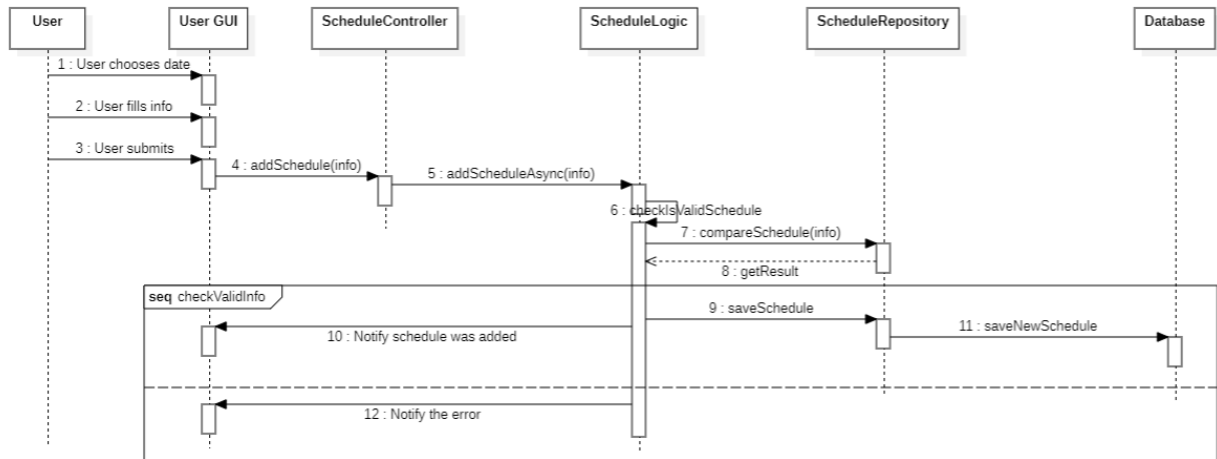 User
User GUI
ScheduleController
ScheduleLogic
ScheduleRepository
Database
1 : User chooses date
2 : User fills info
3 : User submits
4 : addSchedule(info)
5 : addScheduleAsync(info)
6 : checkIsValidSchedule
7 : compareSchedule(info)
8 : getResult
seq checkValidInfo
9 : saveSchedule
10 : Notify schedule was added
11 : saveNewSchedule
12 : Notify the error